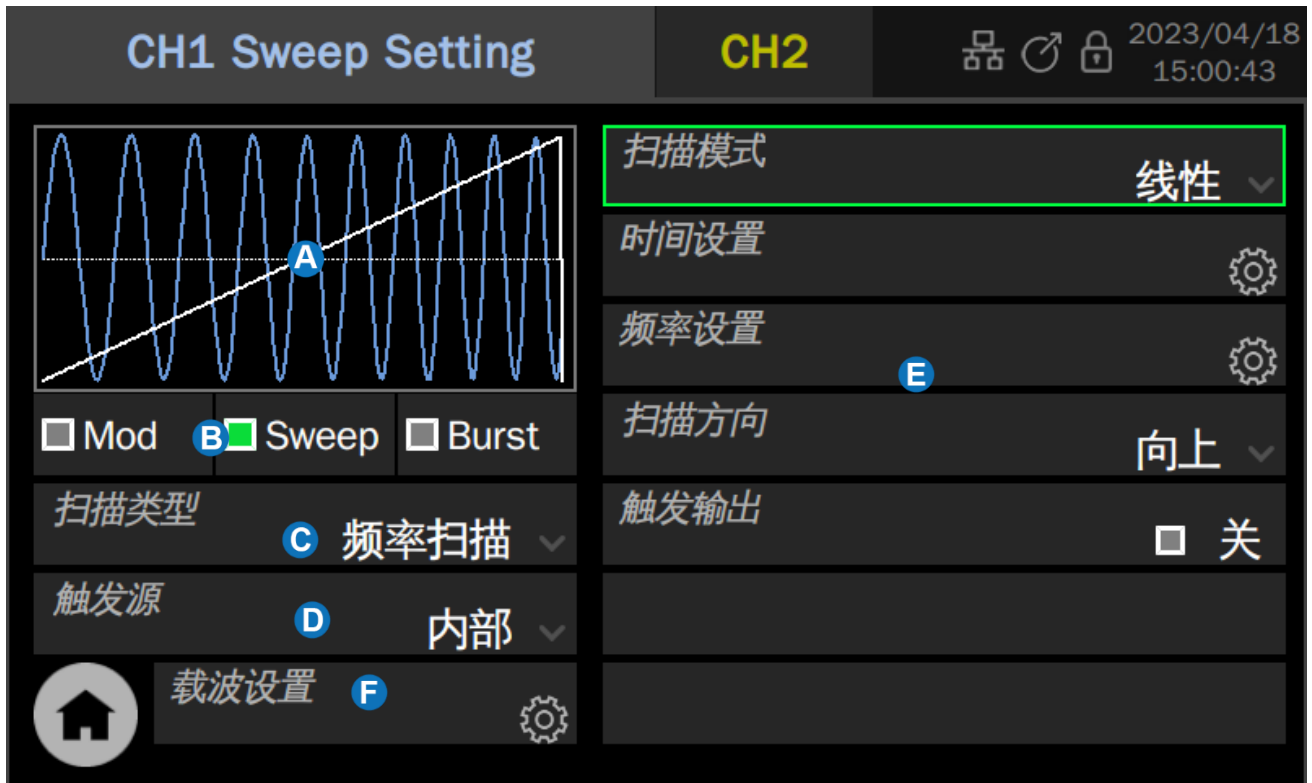 CH1 Sweep Setting
CH2
2023/04/18
15:00:43
A
Mod
B
Sweep
Burst
扫描类型
C
频率扫描
触发源
D
内部
载波设置
F
扫描模式
线性
时间设置
频率设置
E
扫描方向
向上
触发输出
关